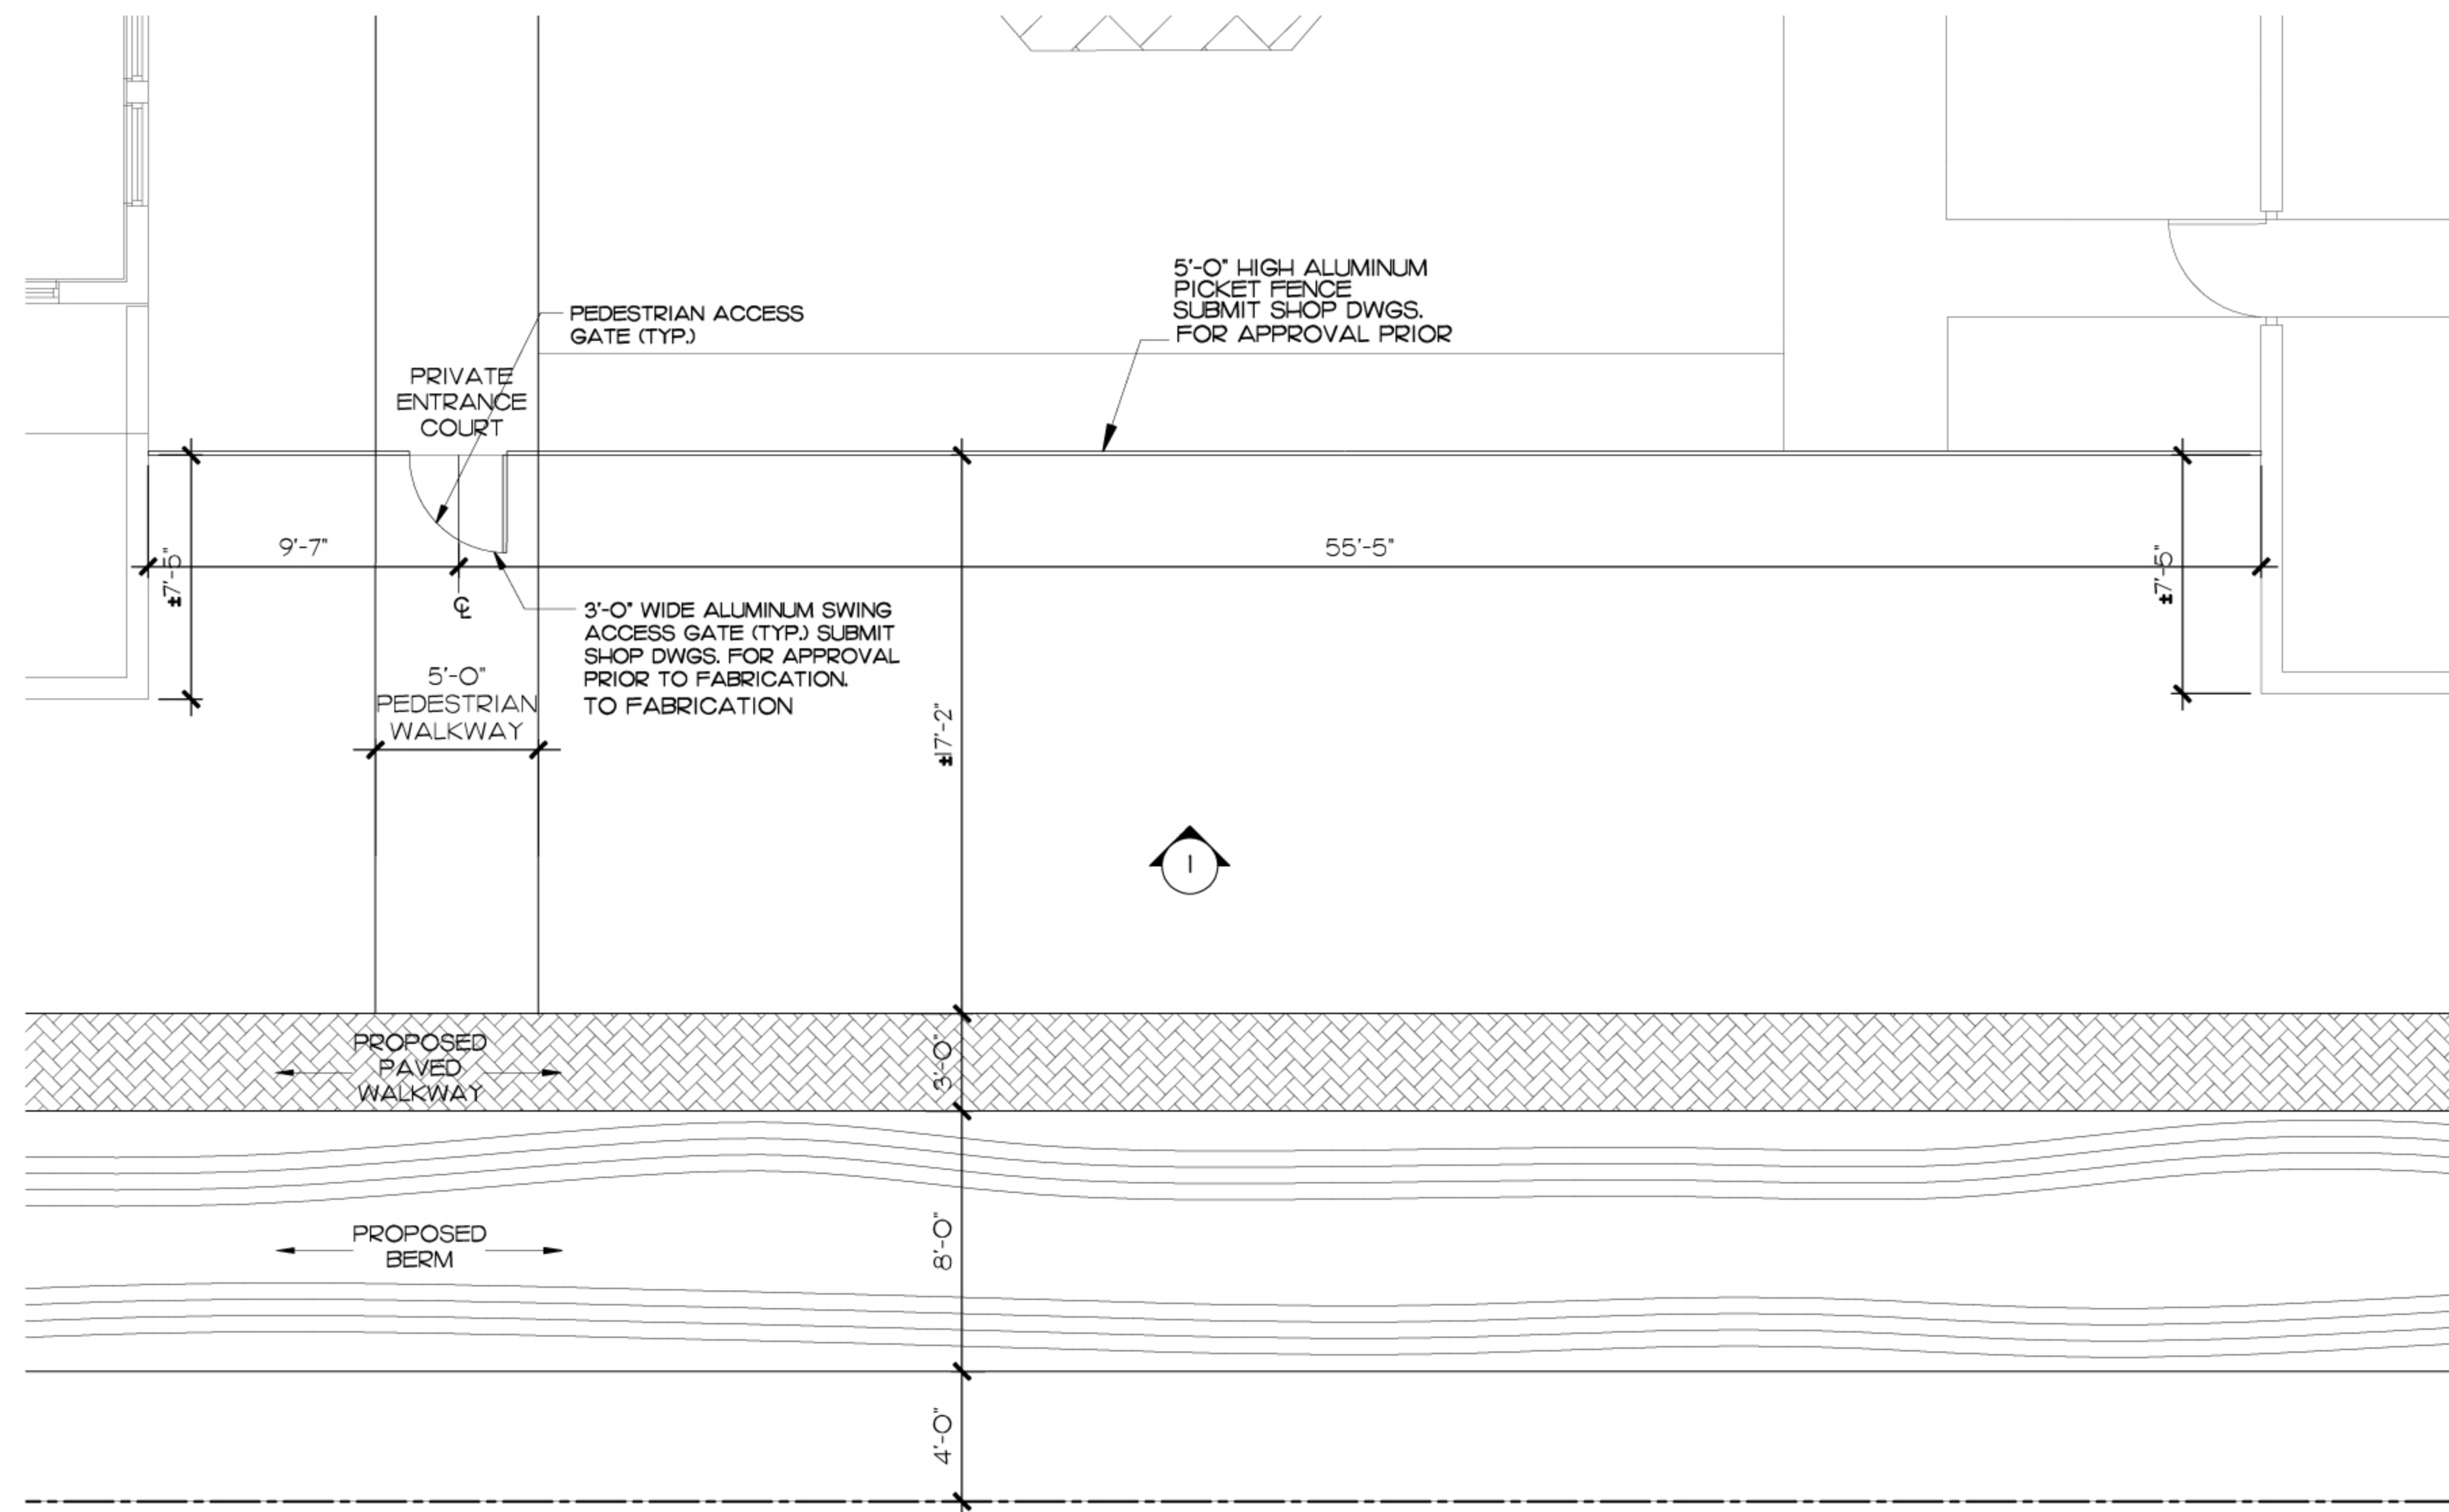 5'-0" HIGH ALUMINUM
PICKET FENCE
SUBMIT SHOP DWGS.
FOR APPROVAL PRIOR
PEDESTRIAN ACCESS
GATE (TYP.)
PRIVATE
ENTRANCE
COURT
9'-7"
55'-5"
±7'-5"
±7'-5"
℄
3'-0" WIDE ALUMINUM SWING
ACCESS GATE (TYP.) SUBMIT
SHOP DWGS. FOR APPROVAL
PRIOR TO FABRICATION.
TO FABRICATION
5'-0"
PEDESTRIAN
WALKWAY
±17'-2"
1
PROPOSED
PAVED
WALKWAY
3'-0"
PROPOSED
BERM
8'-0"
4'-0"